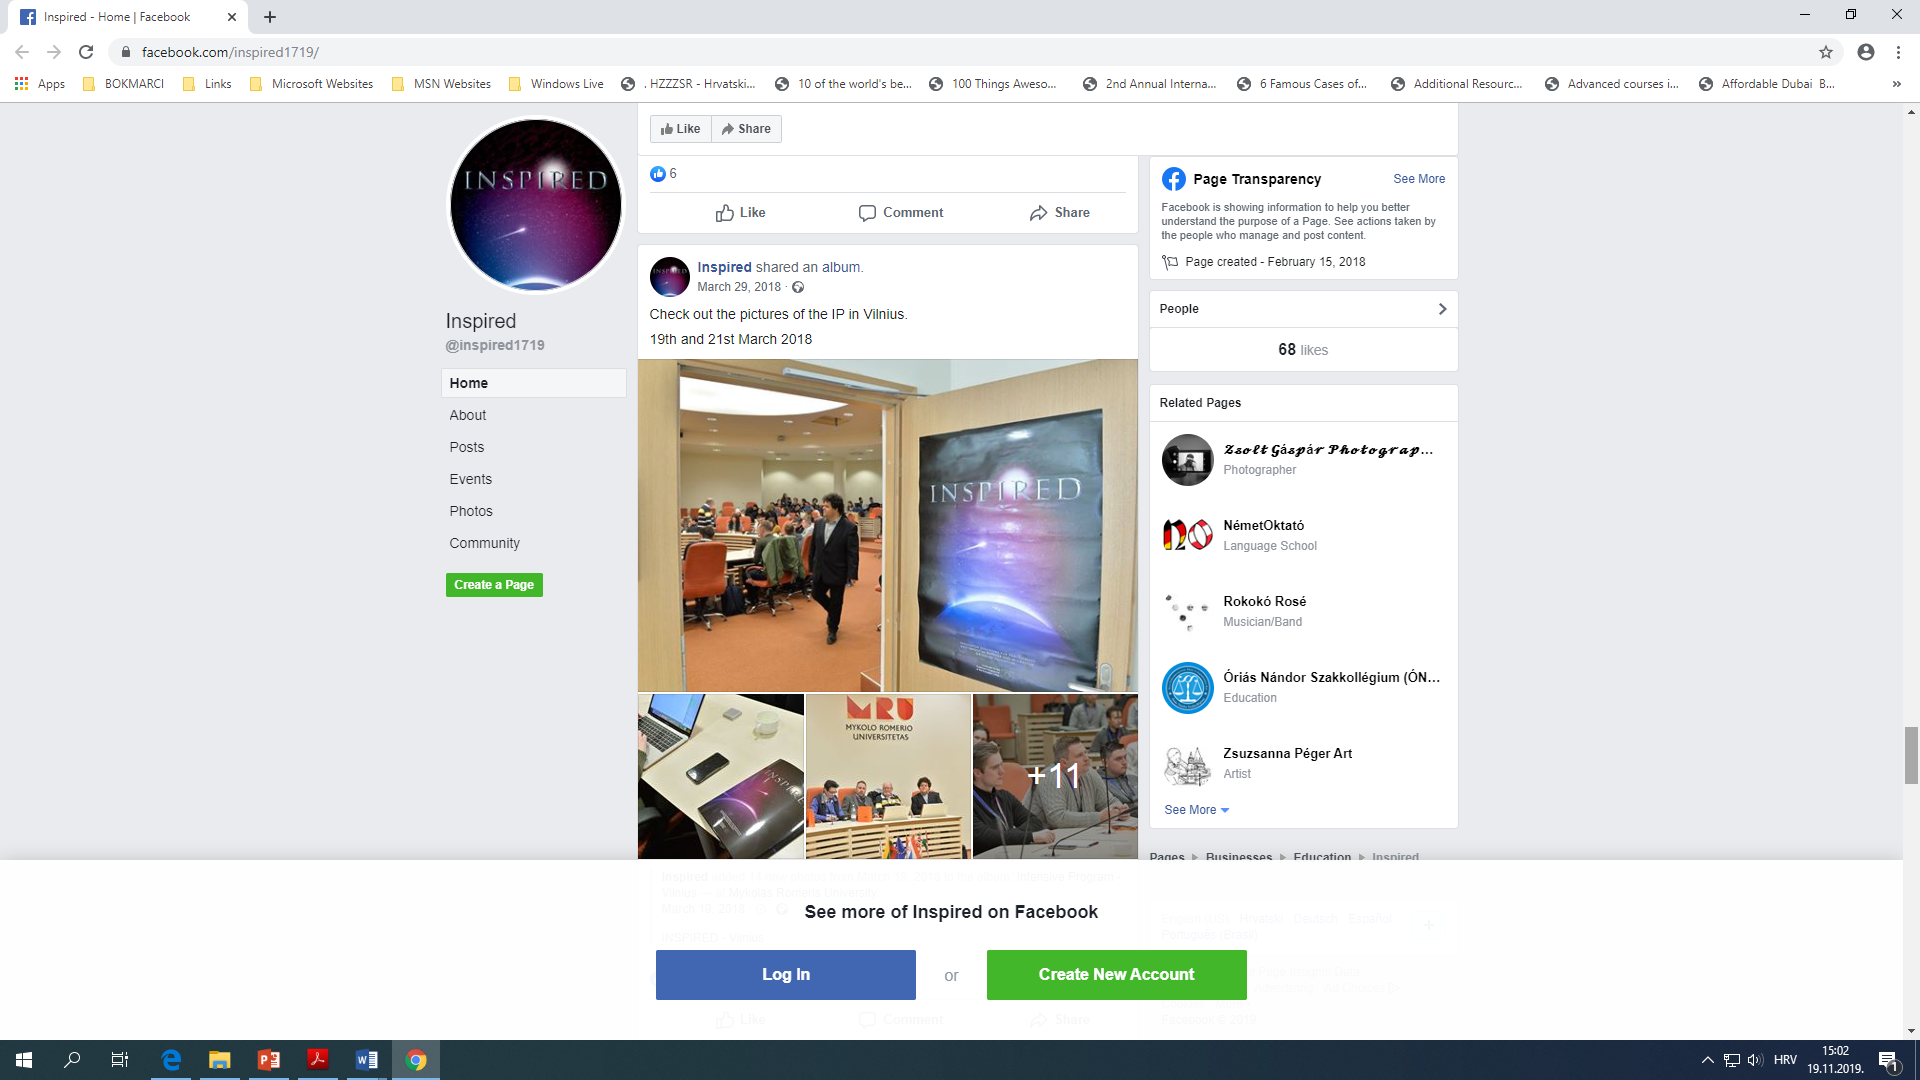 Inspired - Home | Facebook
facebook.com/inspired1719/
Apps
BOKMARCI
Links
Microsoft Websites
MSN Websites
Windows Live
. HZZZSR - Hrvatski...
10 of the world's be...
100 Things Aweso...
2nd Annual Interna...
6 Famous Cases of...
Additional Resourc...
Advanced courses i...
Affordable Dubai B...
»
INSPIRED
Inspired
@inspired1719
Home
About
Posts
Events
Photos
Community
Create a Page
Like
Share
6
Like
Comment
Share
Inspired shared an album.
March 29, 2018 ·
Check out the pictures of the IP in Vilnius.
19th and 21st March 2018
INSPIRED
INSPIRED
MRU
MYKOLO ROMERIO
UNIVERSITETAS
+11
Page Transparency
See More
Facebook is showing information to help you better
understand the purpose of a Page. See actions taken by
the people who manage and post content.
Page created - February 15, 2018
People
68 likes
Related Pages
𝓩𝓼𝓸𝓵𝓽 𝓖á𝓼𝓹á𝓻 𝓟𝓱𝓸𝓽𝓸𝓰𝓻𝓪𝓹...
Photographer
NémetOktató
Language School
Rokokó Rosé
Musician/Band
Óriás Nándor Szakkollégium (ÓN...
Education
Zsuzsanna Péger Art
Artist
See More
Pages
Businesses
Education
Inspired
See more of Inspired on Facebook
Log In
or
Create New Account
Like
Comment
Share
HRV
15:02
19.11.2019.
1